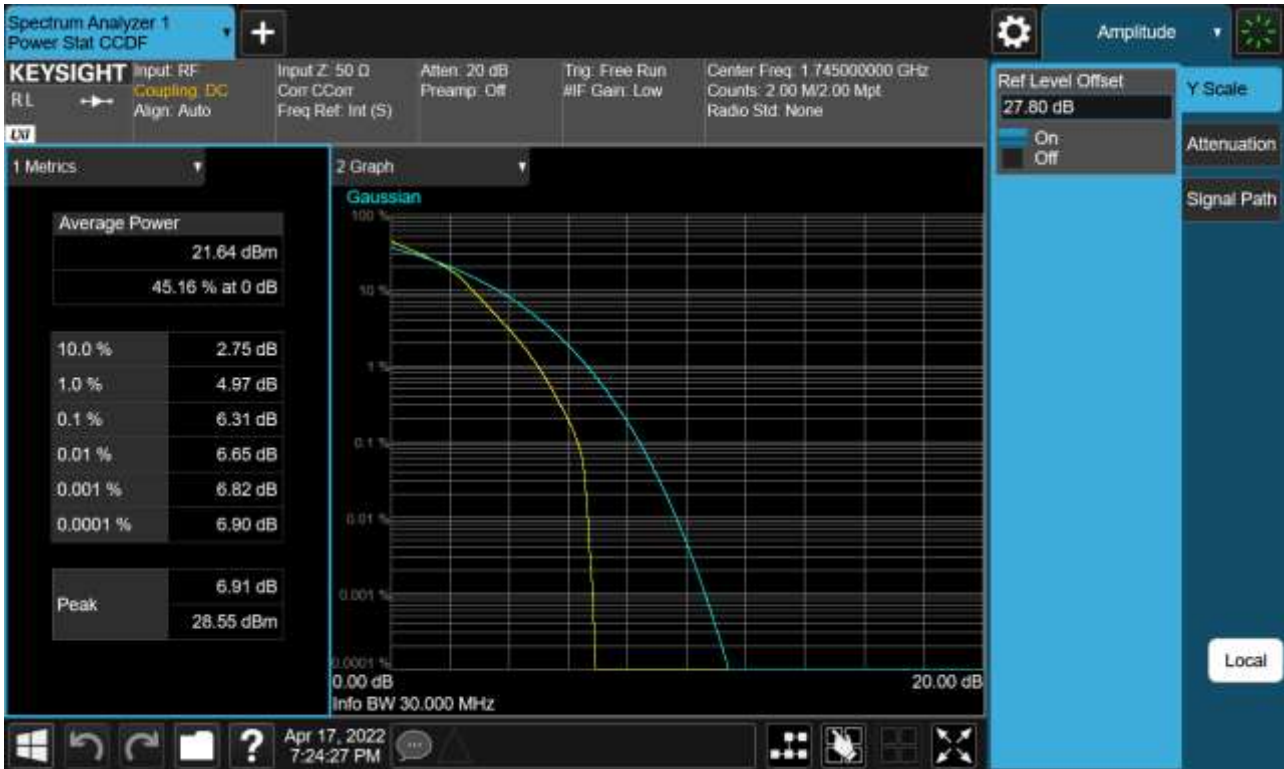 Spectrum Analyzer 1
Power Stat CCDF
+
Amplitude
KEYSIGHT
RL
LXI
Input: RF
Coupling: DC
Align: Auto
Input Z: 50 Ω
Corr CCorr
Freq Ref: Int (S)
Atten: 20 dB
Preamp: Off
Trig: Free Run
#IF Gain: Low
Center Freq: 1.745000000 GHz
Counts: 2.00 M/2.00 Mpt
Radio Std: None
Ref Level Offset
27.80 dB
On
Off
Y Scale
Attenuation
Signal Path
Local
1 Metrics
Average Power
21.64 dBm
45.16 % at 0 dB
10.0 % 2.75 dB
1.0 % 4.97 dB
0.1 % 6.31 dB
0.01 % 6.65 dB
0.001 % 6.82 dB
0.0001 % 6.90 dB
Peak
6.91 dB
28.55 dBm
2 Graph
Gaussian
100 %
10 %
1 %
0.1 %
0.01 %
0.001 %
0.0001 %
0.00 dB 20.00 dB
Info BW 30.000 MHz
?
Apr 17, 2022
7:24:27 PM